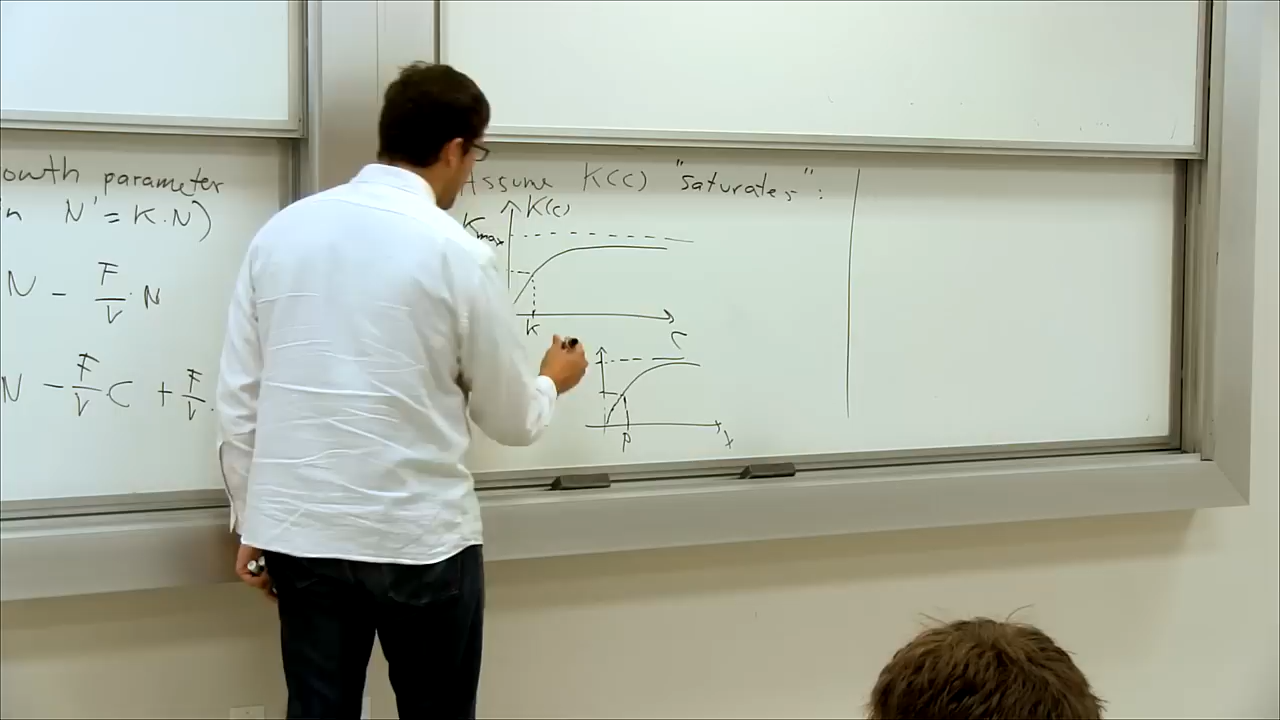 owth parameter
n N' = K·N)
N - F/V · N
N - F/V C + F/V ·
Assume K(C) "saturates":
K(C)
Kmax
k
C
p
x